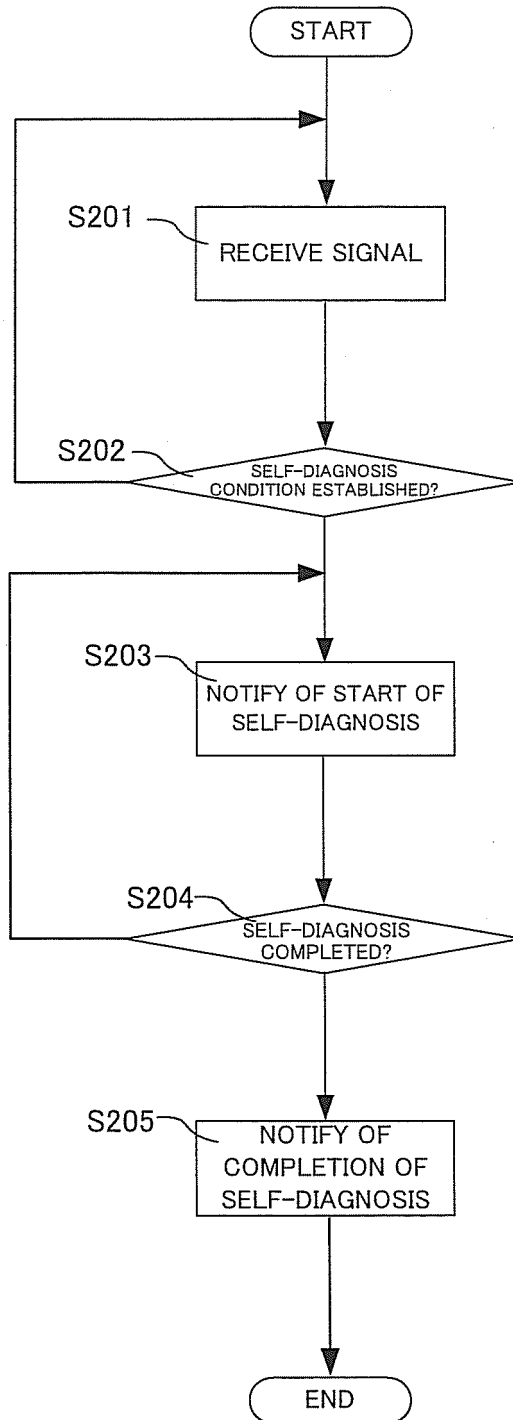 START
S201
RECEIVE SIGNAL
S202
SELF-DIAGNOSIS
CONDITION ESTABLISHED?
S203
NOTIFY OF START OF
SELF-DIAGNOSIS
S204
SELF-DIAGNOSIS
COMPLETED?
S205
NOTIFY OF
COMPLETION OF
SELF-DIAGNOSIS
END